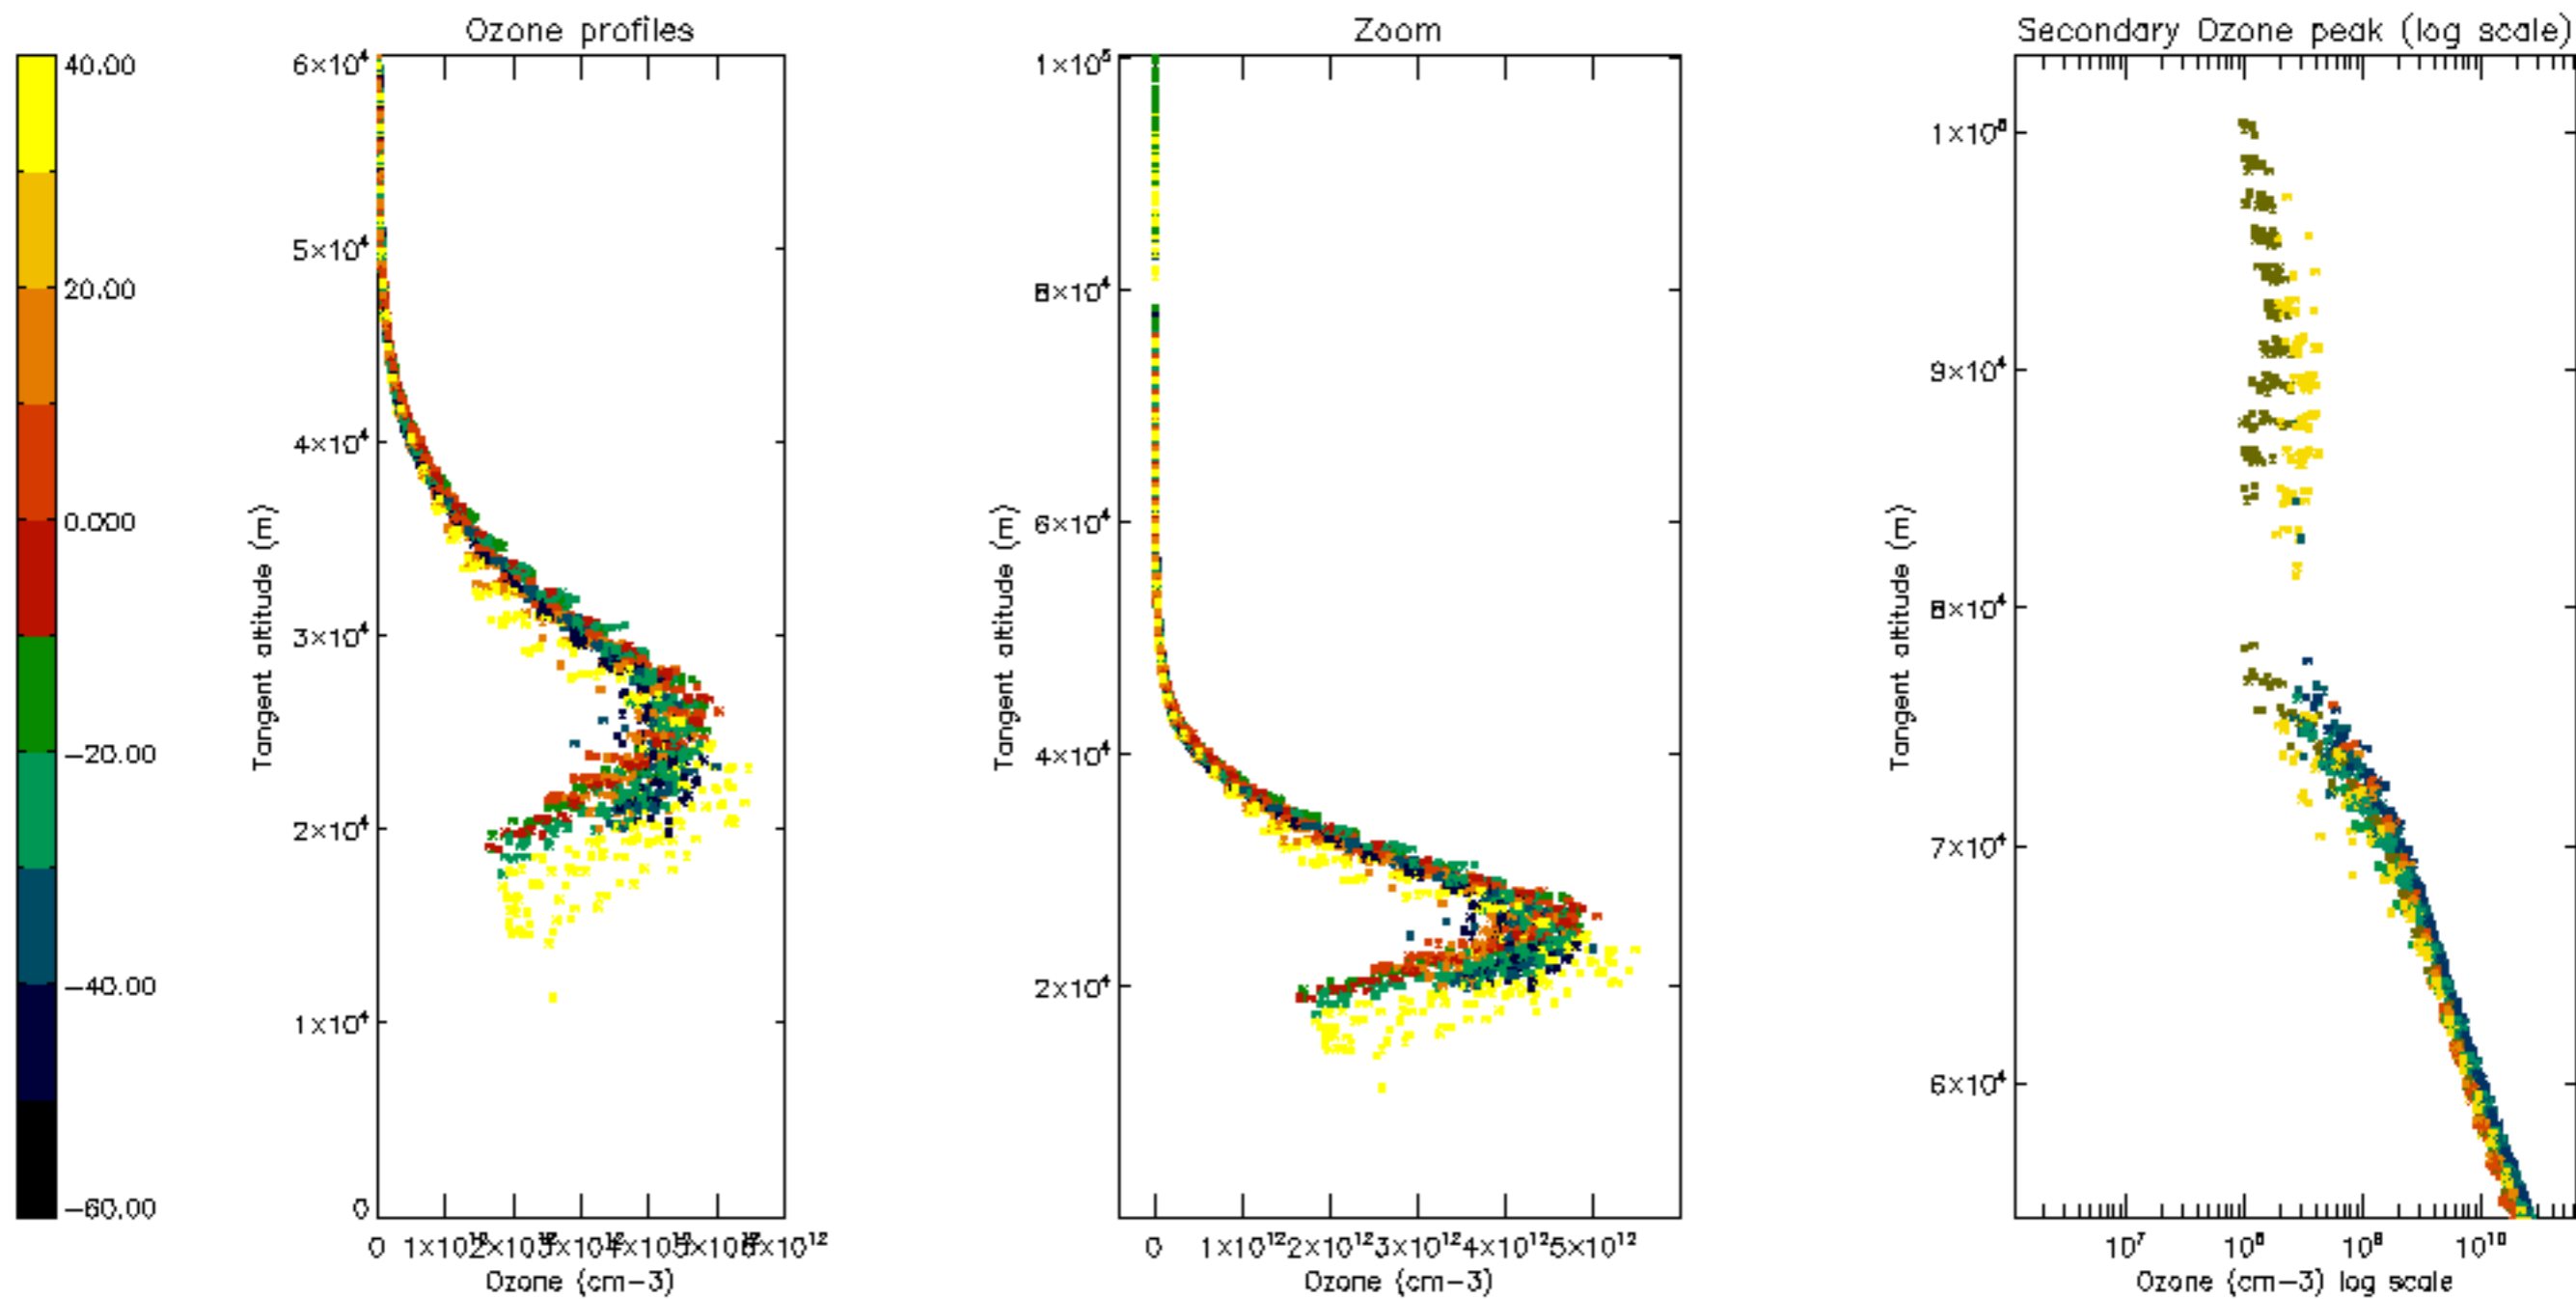 Ozone profiles
Zoom
Secondary Ozone peak (log scale)
40.00
20.00
0.000
−20.00
−40.00
−60.00
6×10⁴
5×10⁴
4×10⁴
3×10⁴
2×10⁴
1×10⁴
0
Tangent altitude (m)
0
Ozone (cm−3)
1×10⁵
8×10⁴
6×10⁴
4×10⁴
2×10⁴
Tangent altitude (m)
0 1×10¹² 2×10¹² 3×10¹² 4×10¹² 5×10¹²
Ozone (cm−3)
9×10⁴
8×10⁴
7×10⁴
6×10⁴
Tangent altitude (m)
10⁷ 10⁸ 10⁹ 10¹⁰
Ozone (cm−3) log scale